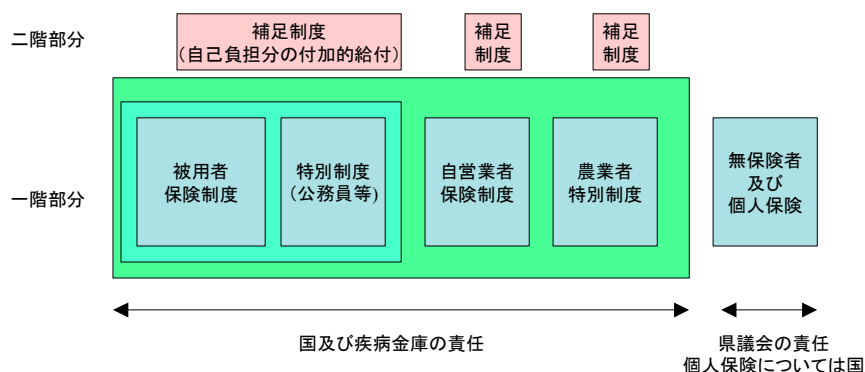 二階部分
補足制度
（自己負担分の付加的給付）
補足
制度
補足
制度
一階部分
被用者
保険制度
特別制度
（公務員等）
自営業者
保険制度
農業者
特別制度
無保険者
及び
個人保険
国及び疾病金庫の責任
県議会の責任
個人保険については国